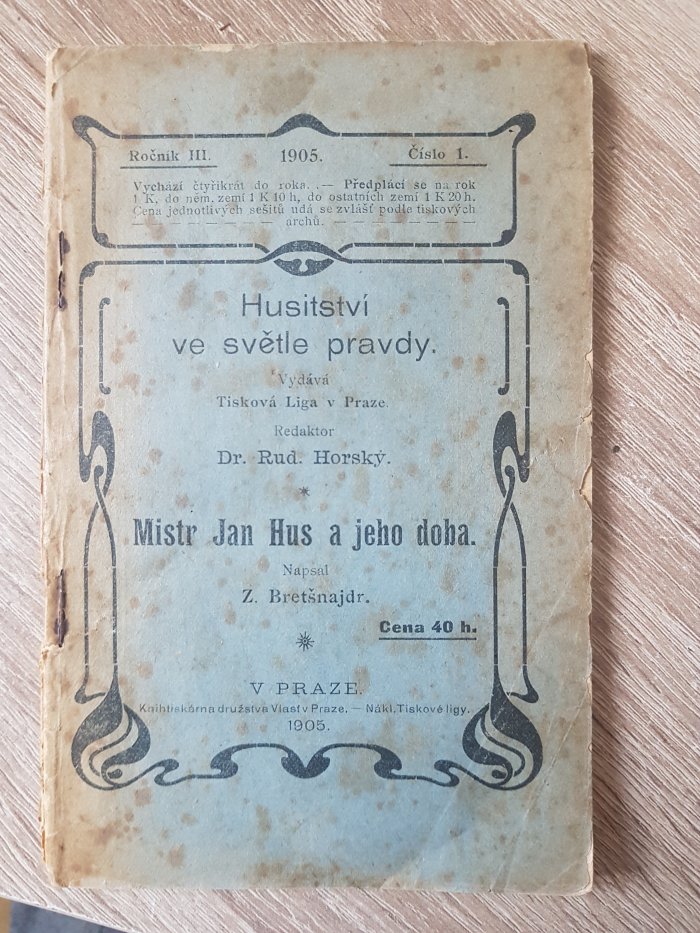 Ročník III.
1905.
Číslo 1.
Vychází čtyřikrát do roka. — Předplácí se na rok
1 K, do něm. zemí 1 K 10 h, do ostatních zemí 1 K 20 h.
Cena jednotlivých sešitů udá se zvlášť podle tiskových
archů.
Husitství
ve světle pravdy.
Vydává
Tisková Liga v Praze.
Redaktor
Dr. Rud. Horský.
Mistr Jan Hus a jeho doba.
Napsal
Z. Bretšnajdr.
Cena 40 h.
V PRAZE.
Knihtiskárna družstva Vlasť v Praze. — Nákl. Tiskové ligy.
1905.